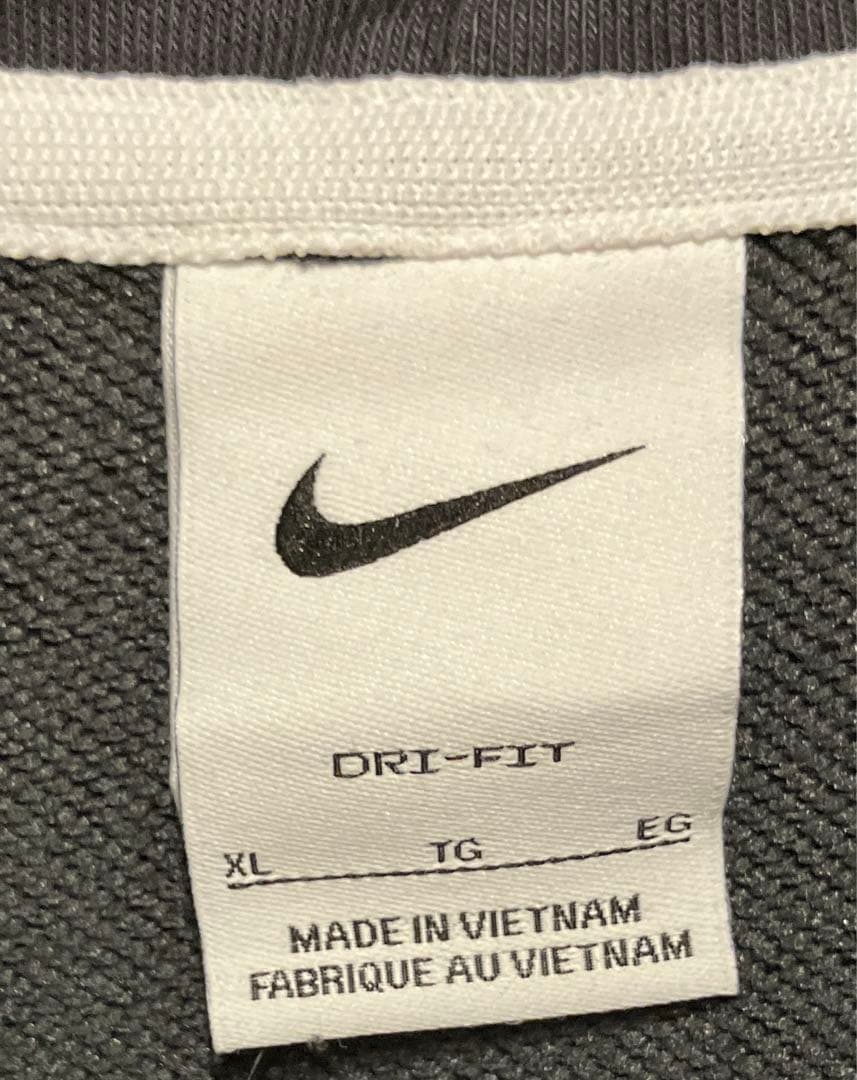 DRI-FIT
XL TG EG
MADE IN VIETNAM
FABRIQUE AU VIETNAM